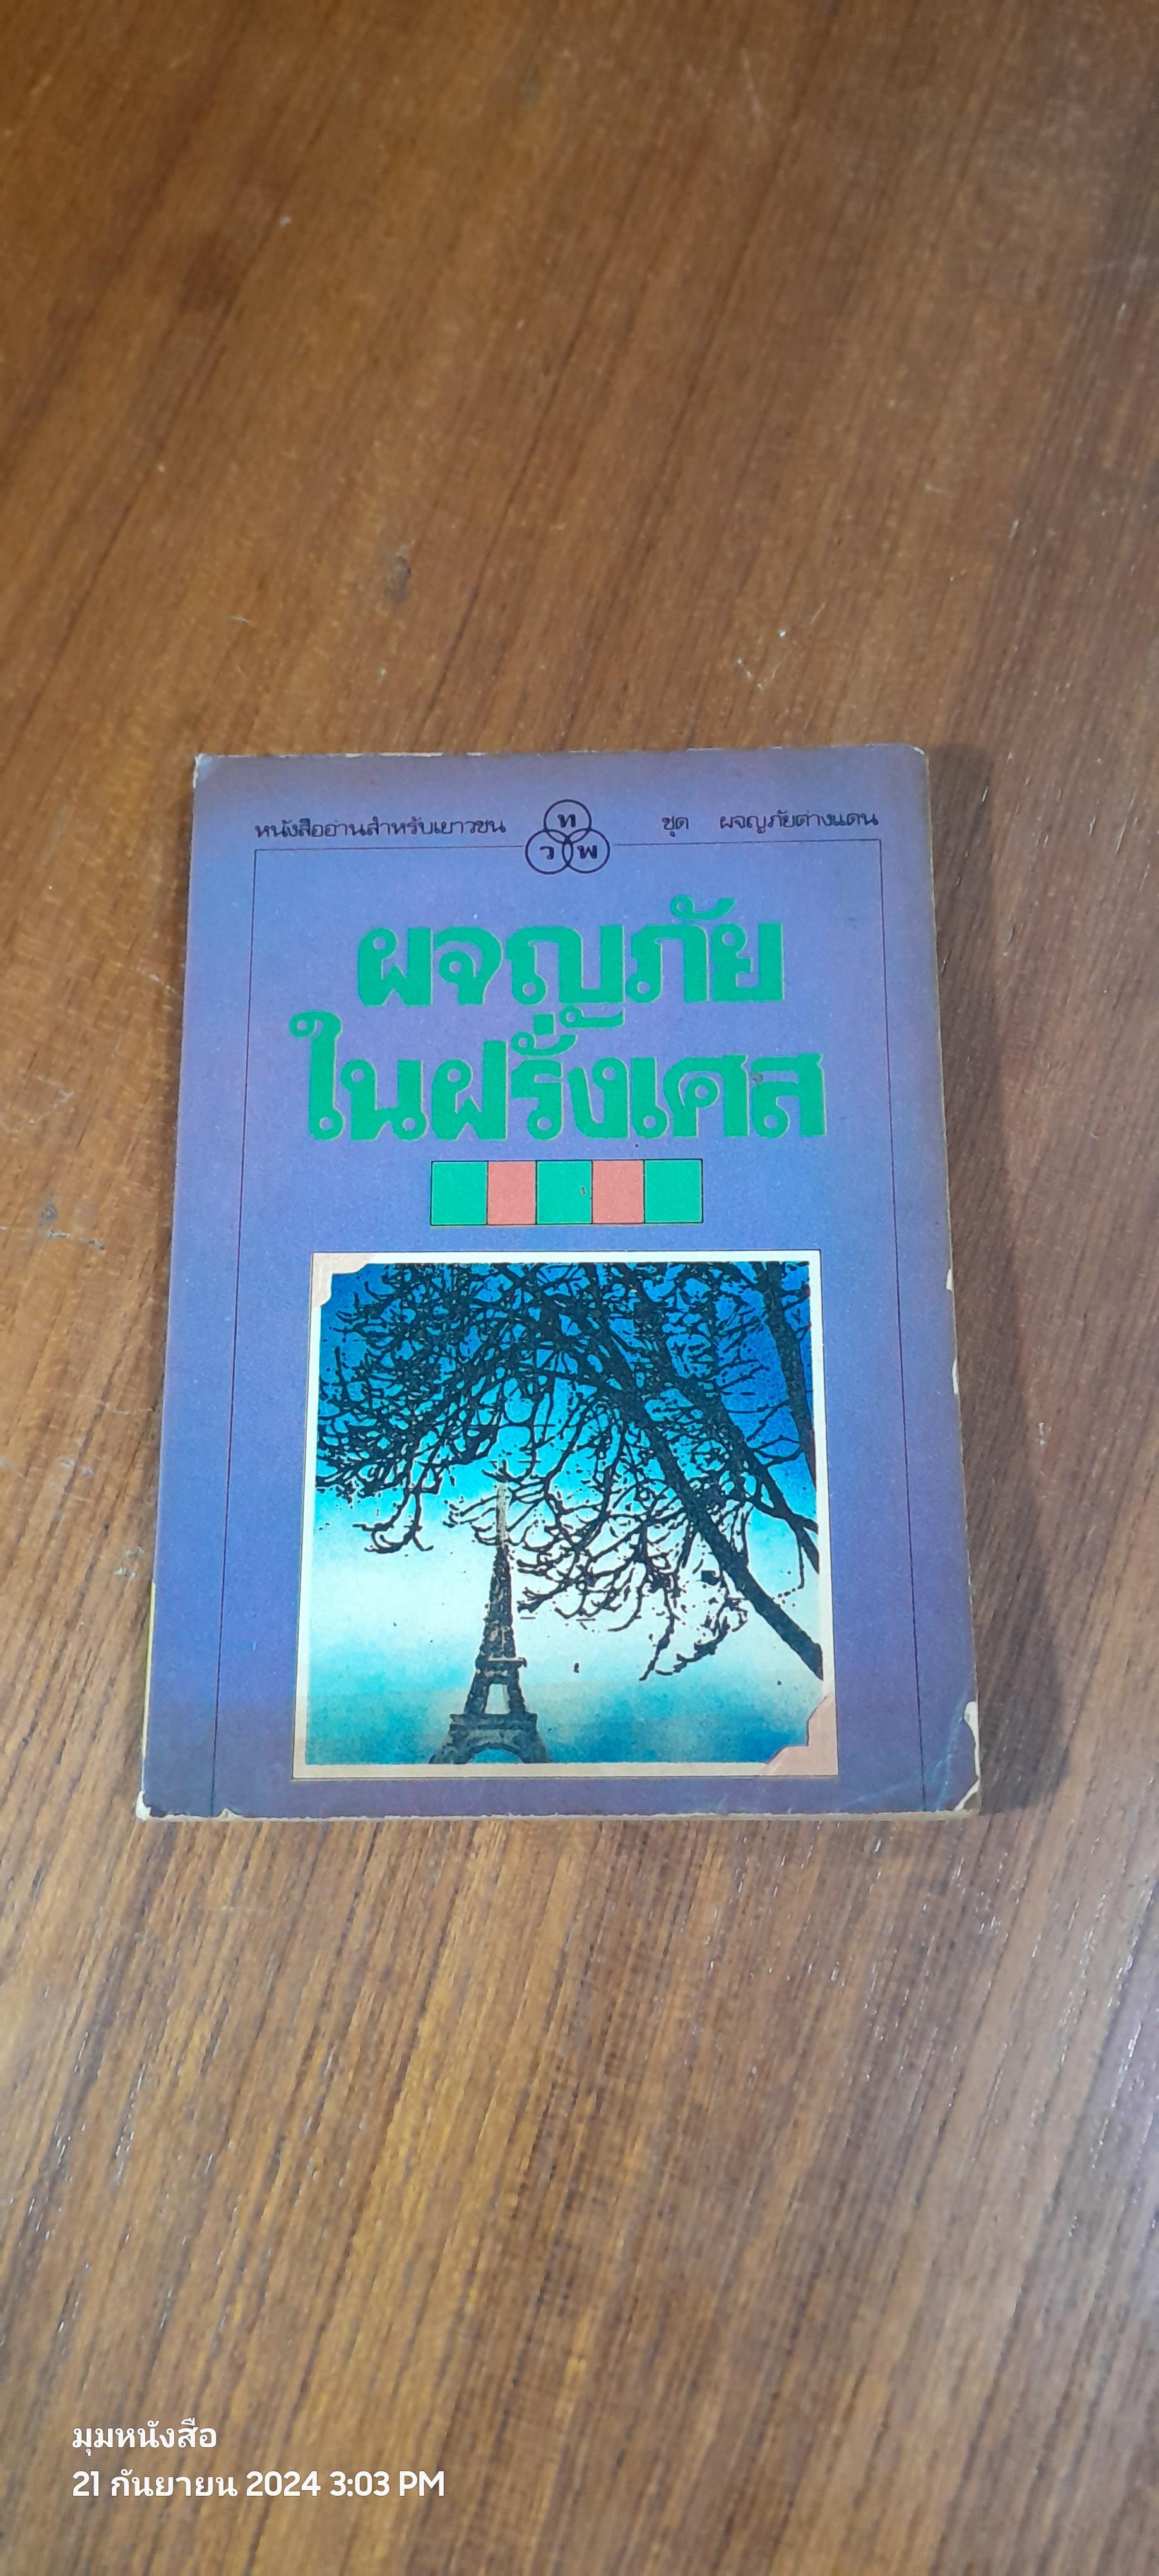 หนังสืออ่านสำหรับเยาวชน
ท
ว พ
ชุด ผจญภัยต่างแดน
ผจญภัย
ในฝรั่งเศส
มุมหนังสือ
21 กันยายน 2024 3:03 PM